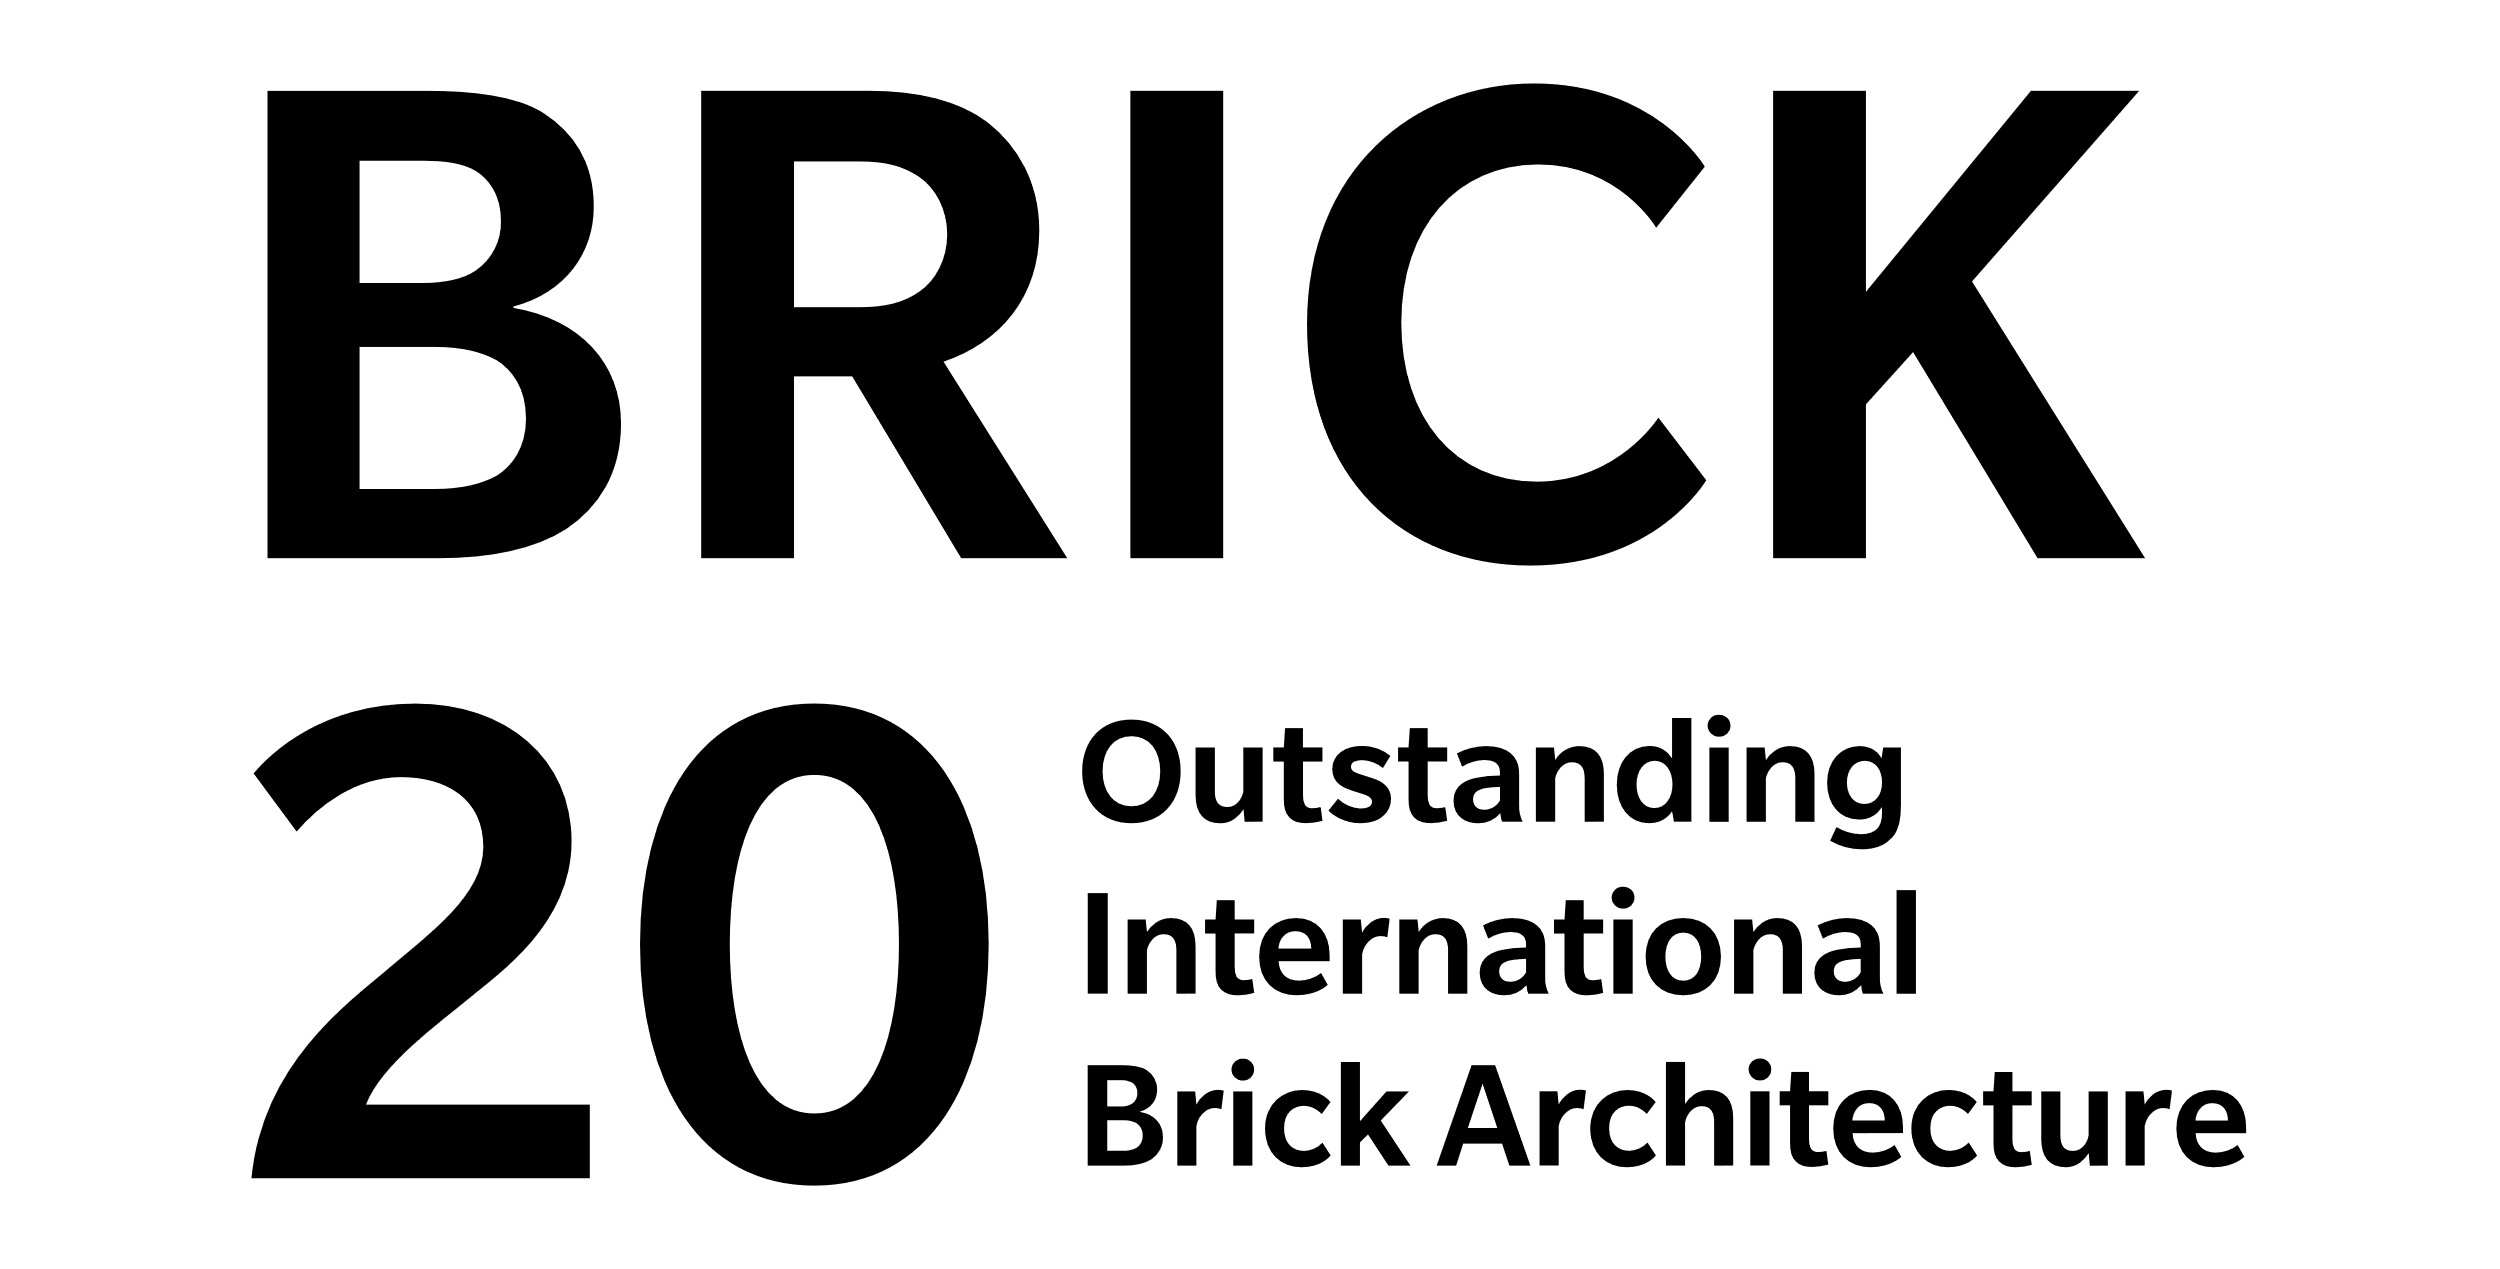 BRICK
20
Outstanding
International
Brick Architecture